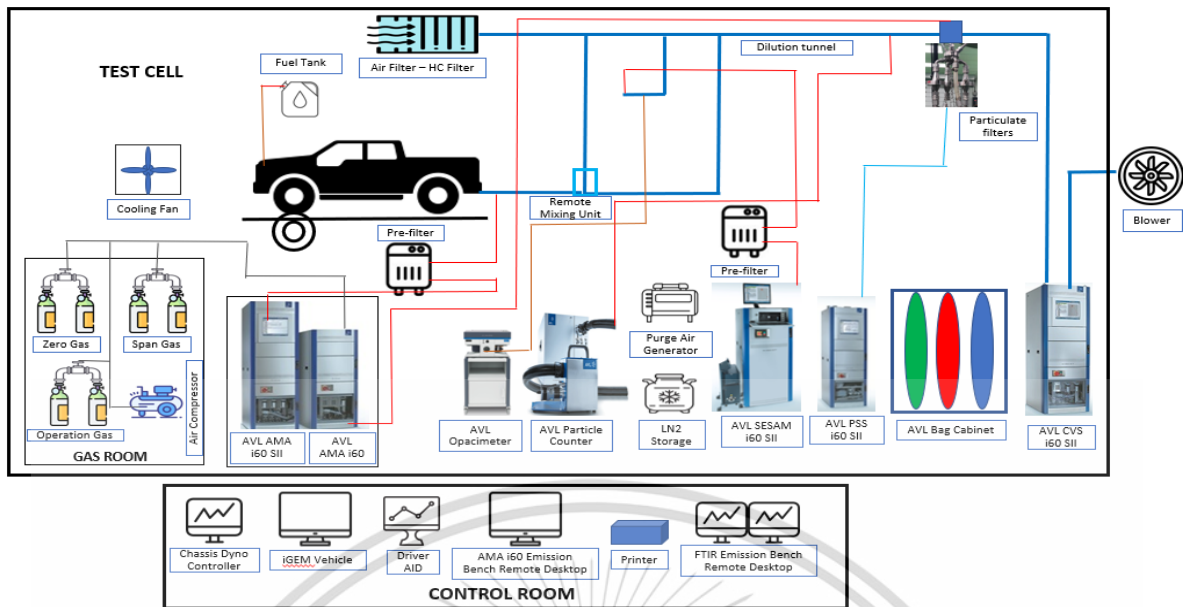 TEST CELL
Fuel Tank
Air Filter – HC Filter
Dilution tunnel
Particulate
filters
Cooling Fan
Remote
Mixing Unit
Blower
Pre-filter
Pre-filter
Zero Gas
Span Gas
Operation Gas
Air Compressor
GAS ROOM
AVL AMA
i60 SII
AVL
AMA i60
AVL
Opacimeter
AVL Particle
Counter
Purge Air
Generator
LN2
Storage
AVL SESAM
i60 SII
AVL PSS
i60 SII
AVL Bag Cabinet
AVL CVS
i60 SII
Chassis Dyno
Controller
iGEM Vehicle
Driver
AID
AMA i60 Emission
Bench Remote Desktop
Printer
FTIR Emission Bench
Remote Desktop
CONTROL ROOM